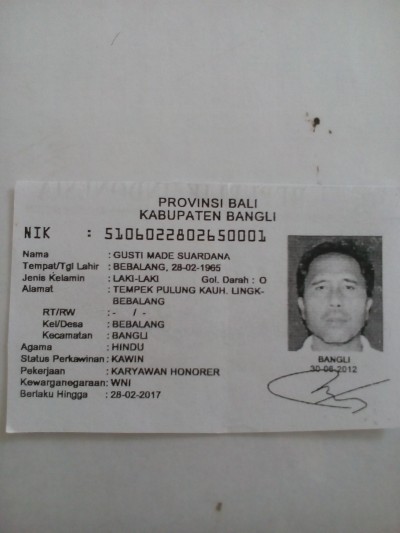 PROVINSI BALI
KABUPATEN BANGLI
NIK : 5106022802650001
Nama : GUSTI MADE SUARDANA
Tempat/Tgl Lahir : BEBALANG, 28-02-1965
Jenis Kelamin : LAKI-LAKI Gol. Darah : O
Alamat : TEMPEK PULUNG KAUH. LINGK-
BEBALANG
RT/RW : - / -
Kel/Desa : BEBALANG
Kecamatan : BANGLI
Agama : HINDU
Status Perkawinan : KAWIN
Pekerjaan : KARYAWAN HONORER
Kewarganegaraan: WNI
Berlaku Hingga : 28-02-2017
BANGLI
30-06-2012